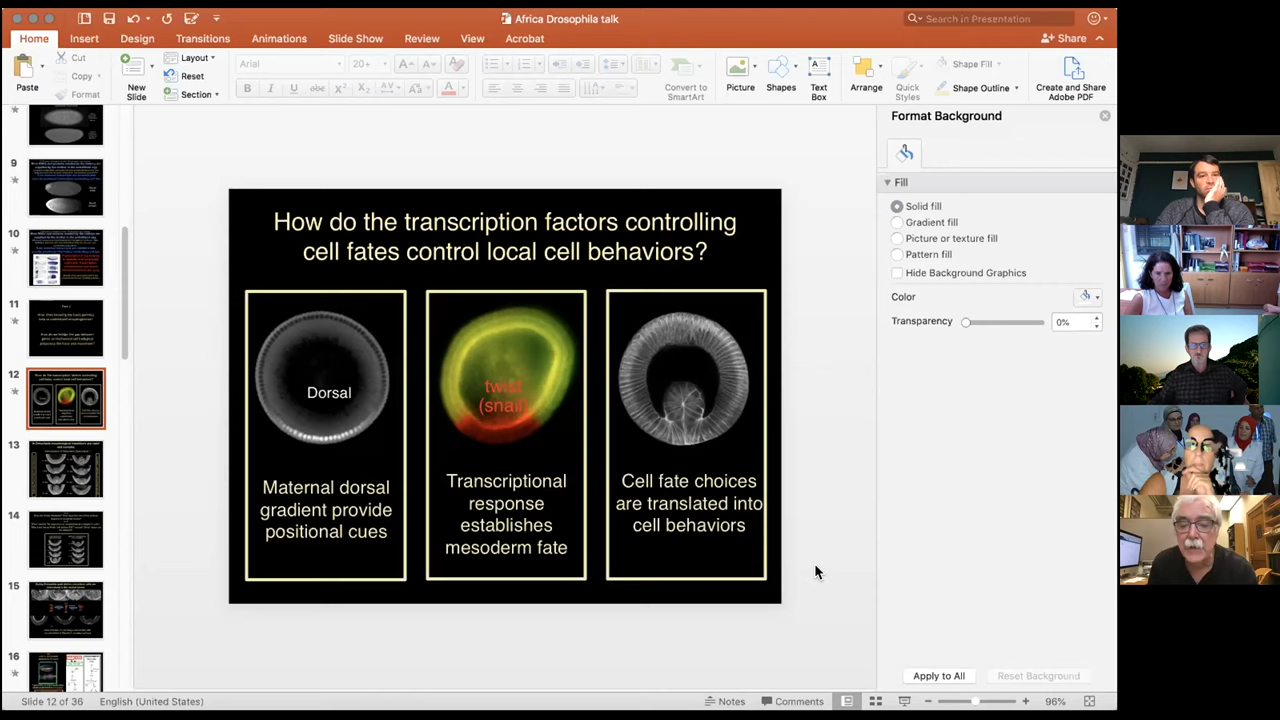 Africa Drosophila talk
Search in Presentation
Home
Insert
Design
Transitions
Animations
Slide Show
Review
View
Acrobat
Share
Paste
Cut
Copy
Format
New
Slide
Layout
Reset
Section
Arial
20+
Convert to
SmartArt
Picture
Shapes
Text
Box
Arrange
Quick
Styles
Shape Fill
Shape Outline
Create and Share
Adobe PDF
9
10
11
12
13
14
15
16
How do the transcription factors controlling
cell fates control local cell behaviors?
Dorsal
twist
(snail)
Maternal dorsal
gradient provide
positional cues
Transcriptional
response
establishes
mesoderm fate
Cell fate choices
are translated into
cell behaviors
Format Background
Fill
Solid fill
Gradient fill
Picture or texture fill
Pattern fill
Hide Background Graphics
Color
Transparency
0%
Apply to All
Reset Background
Slide 12 of 36
English (United States)
Notes
Comments
96%